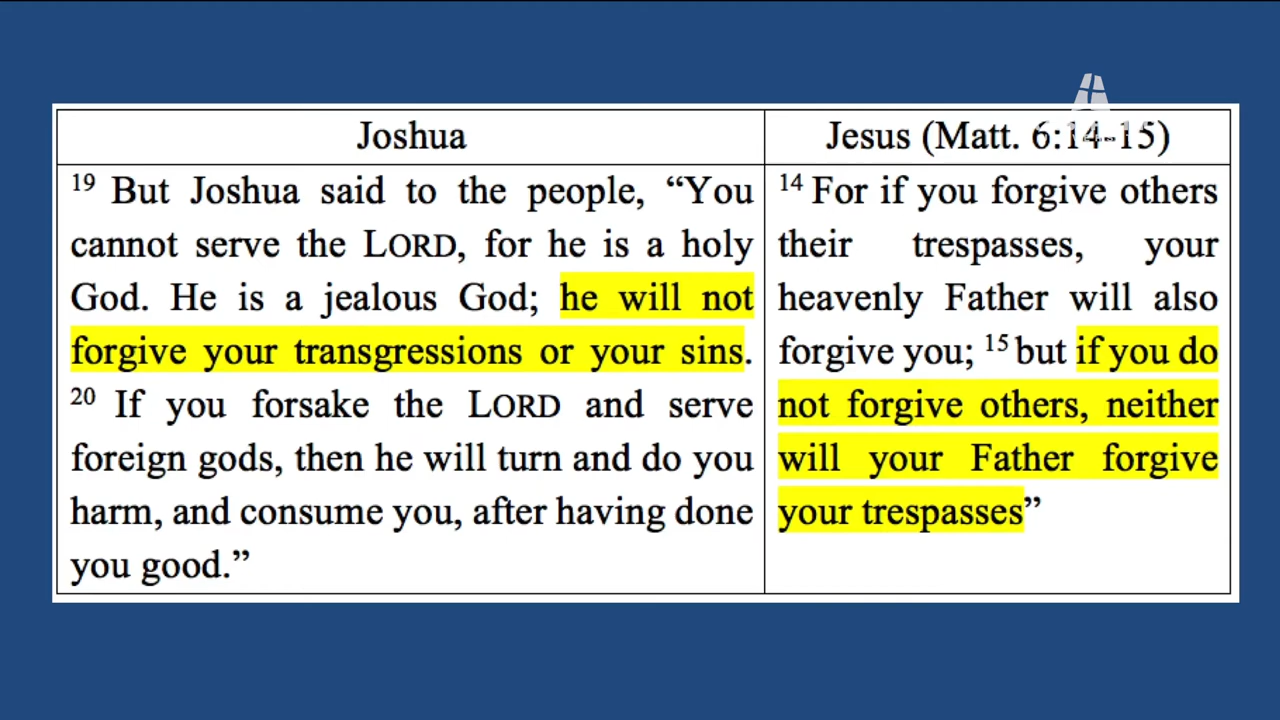 Joshua
Jesus (Matt. 6:14-15)
19 But Joshua said to the people, “You
cannot serve the LORD, for he is a holy
God. He is a jealous God; he will not
forgive your transgressions or your sins.
20 If you forsake the LORD and serve
foreign gods, then he will turn and do you
harm, and consume you, after having done
you good.”
14 For if you forgive others
their trespasses, your
heavenly Father will also
forgive you; 15 but if you do
not forgive others, neither
will your Father forgive
your trespasses”